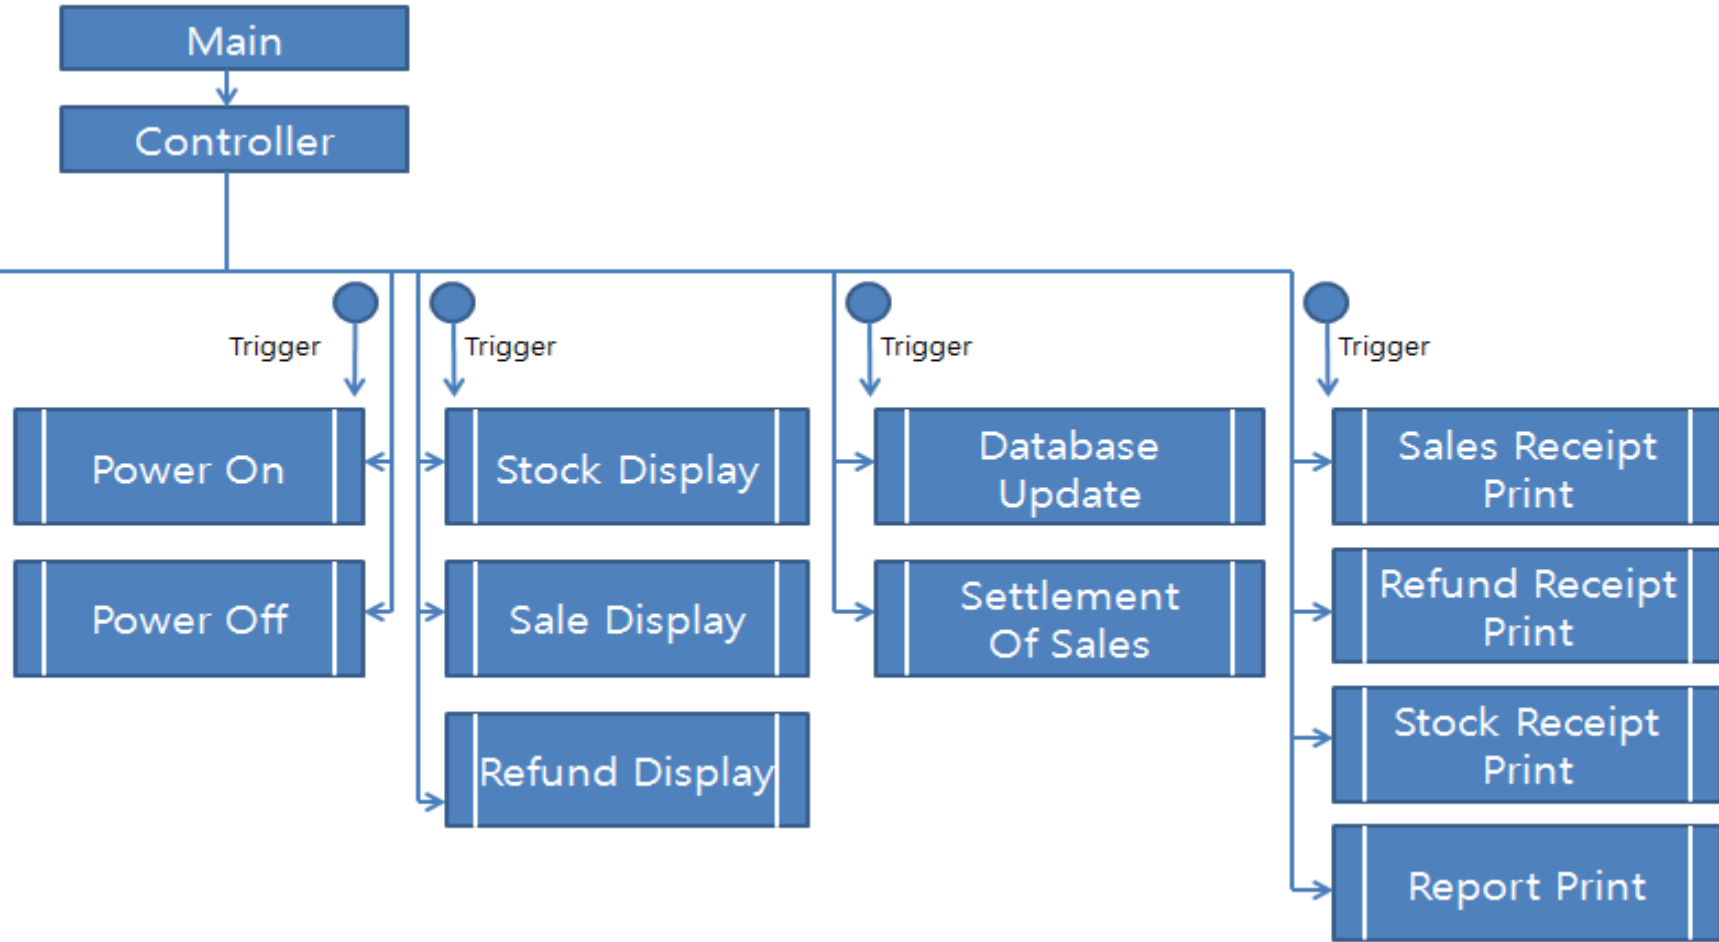 Main
Controller
Trigger
Trigger
Trigger
Trigger
Power On
Stock Display
Database
Update
Sales Receipt
Print
Power Off
Sale Display
Settlement
Of Sales
Refund Receipt
Print
Refund Display
Stock Receipt
Print
Report Print